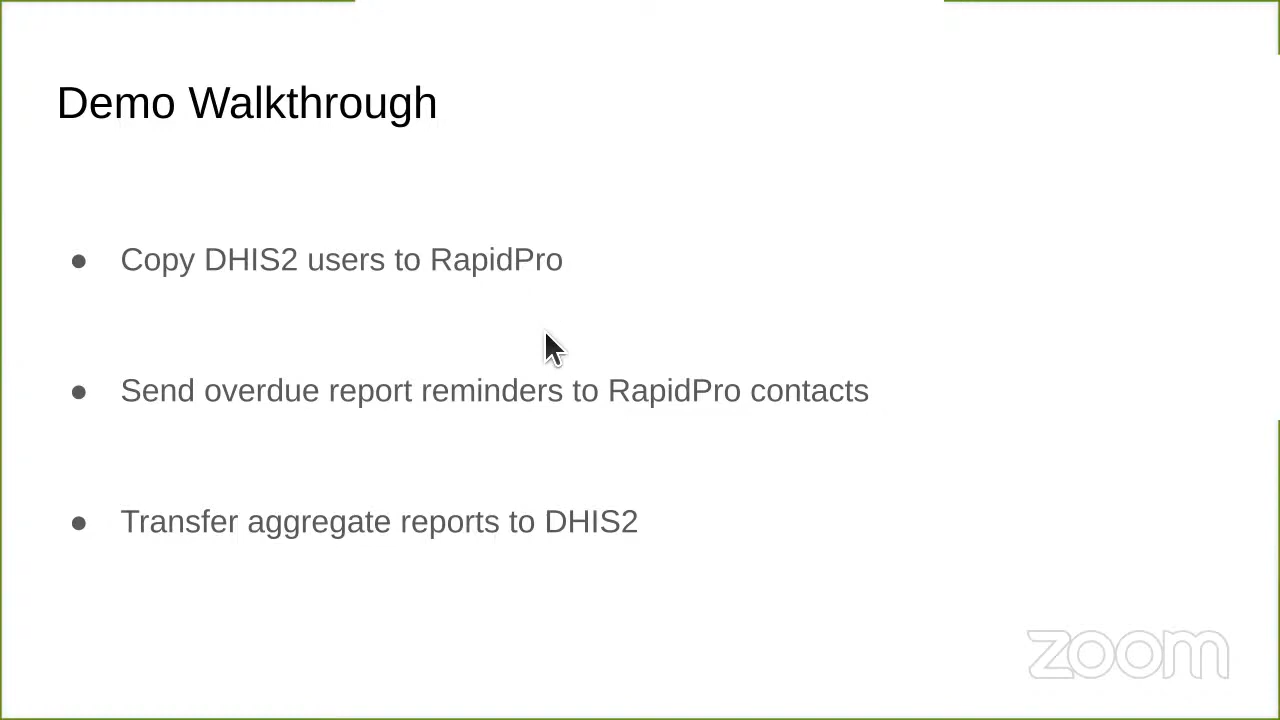 Demo Walkthrough
● Copy DHIS2 users to RapidPro
● Send overdue report reminders to RapidPro contacts
● Transfer aggregate reports to DHIS2
zoom